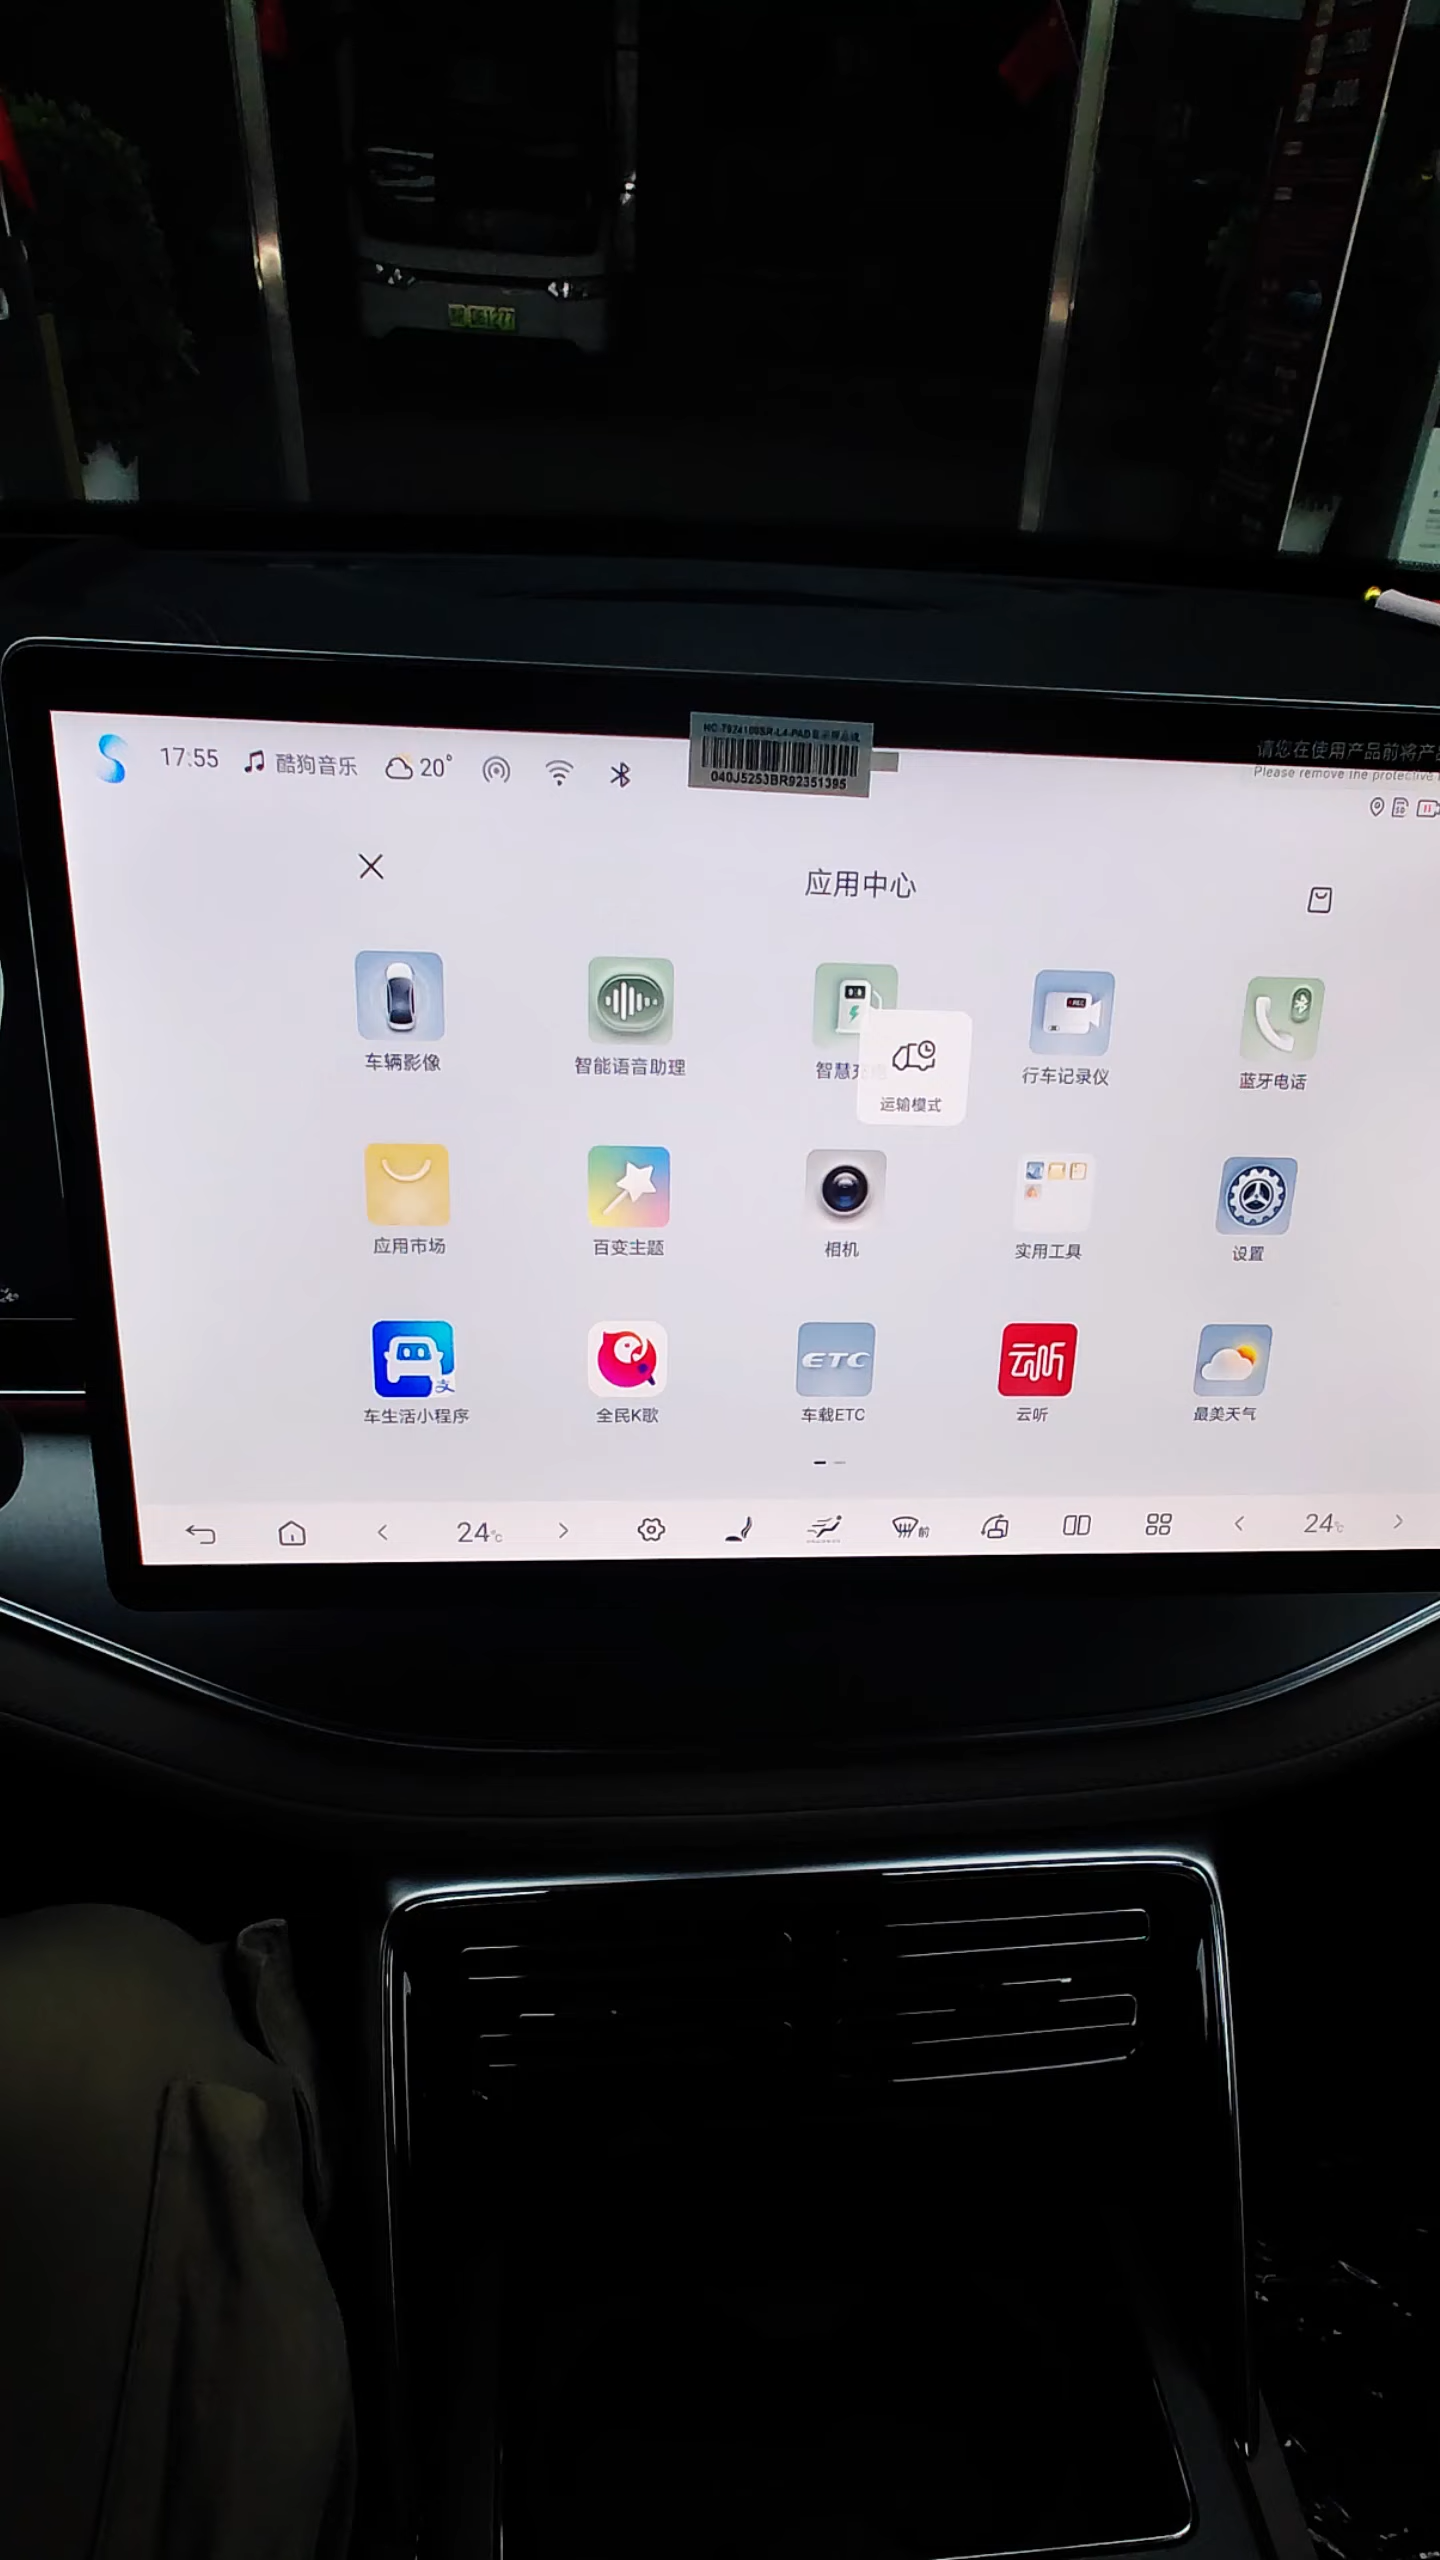 17:55 酷狗音乐 20°
040J5253BR92351395
请您在使用产品前将产
Please remove the protective
应用中心
车辆影像
智能语音助理
智慧充
行车记录仪
蓝牙电话
运输模式
应用市场
百变主题
相机
实用工具
设置
车生活小程序
全民K歌
ETC
车载ETC
云听
云听
最美天气
24℃
前
24℃